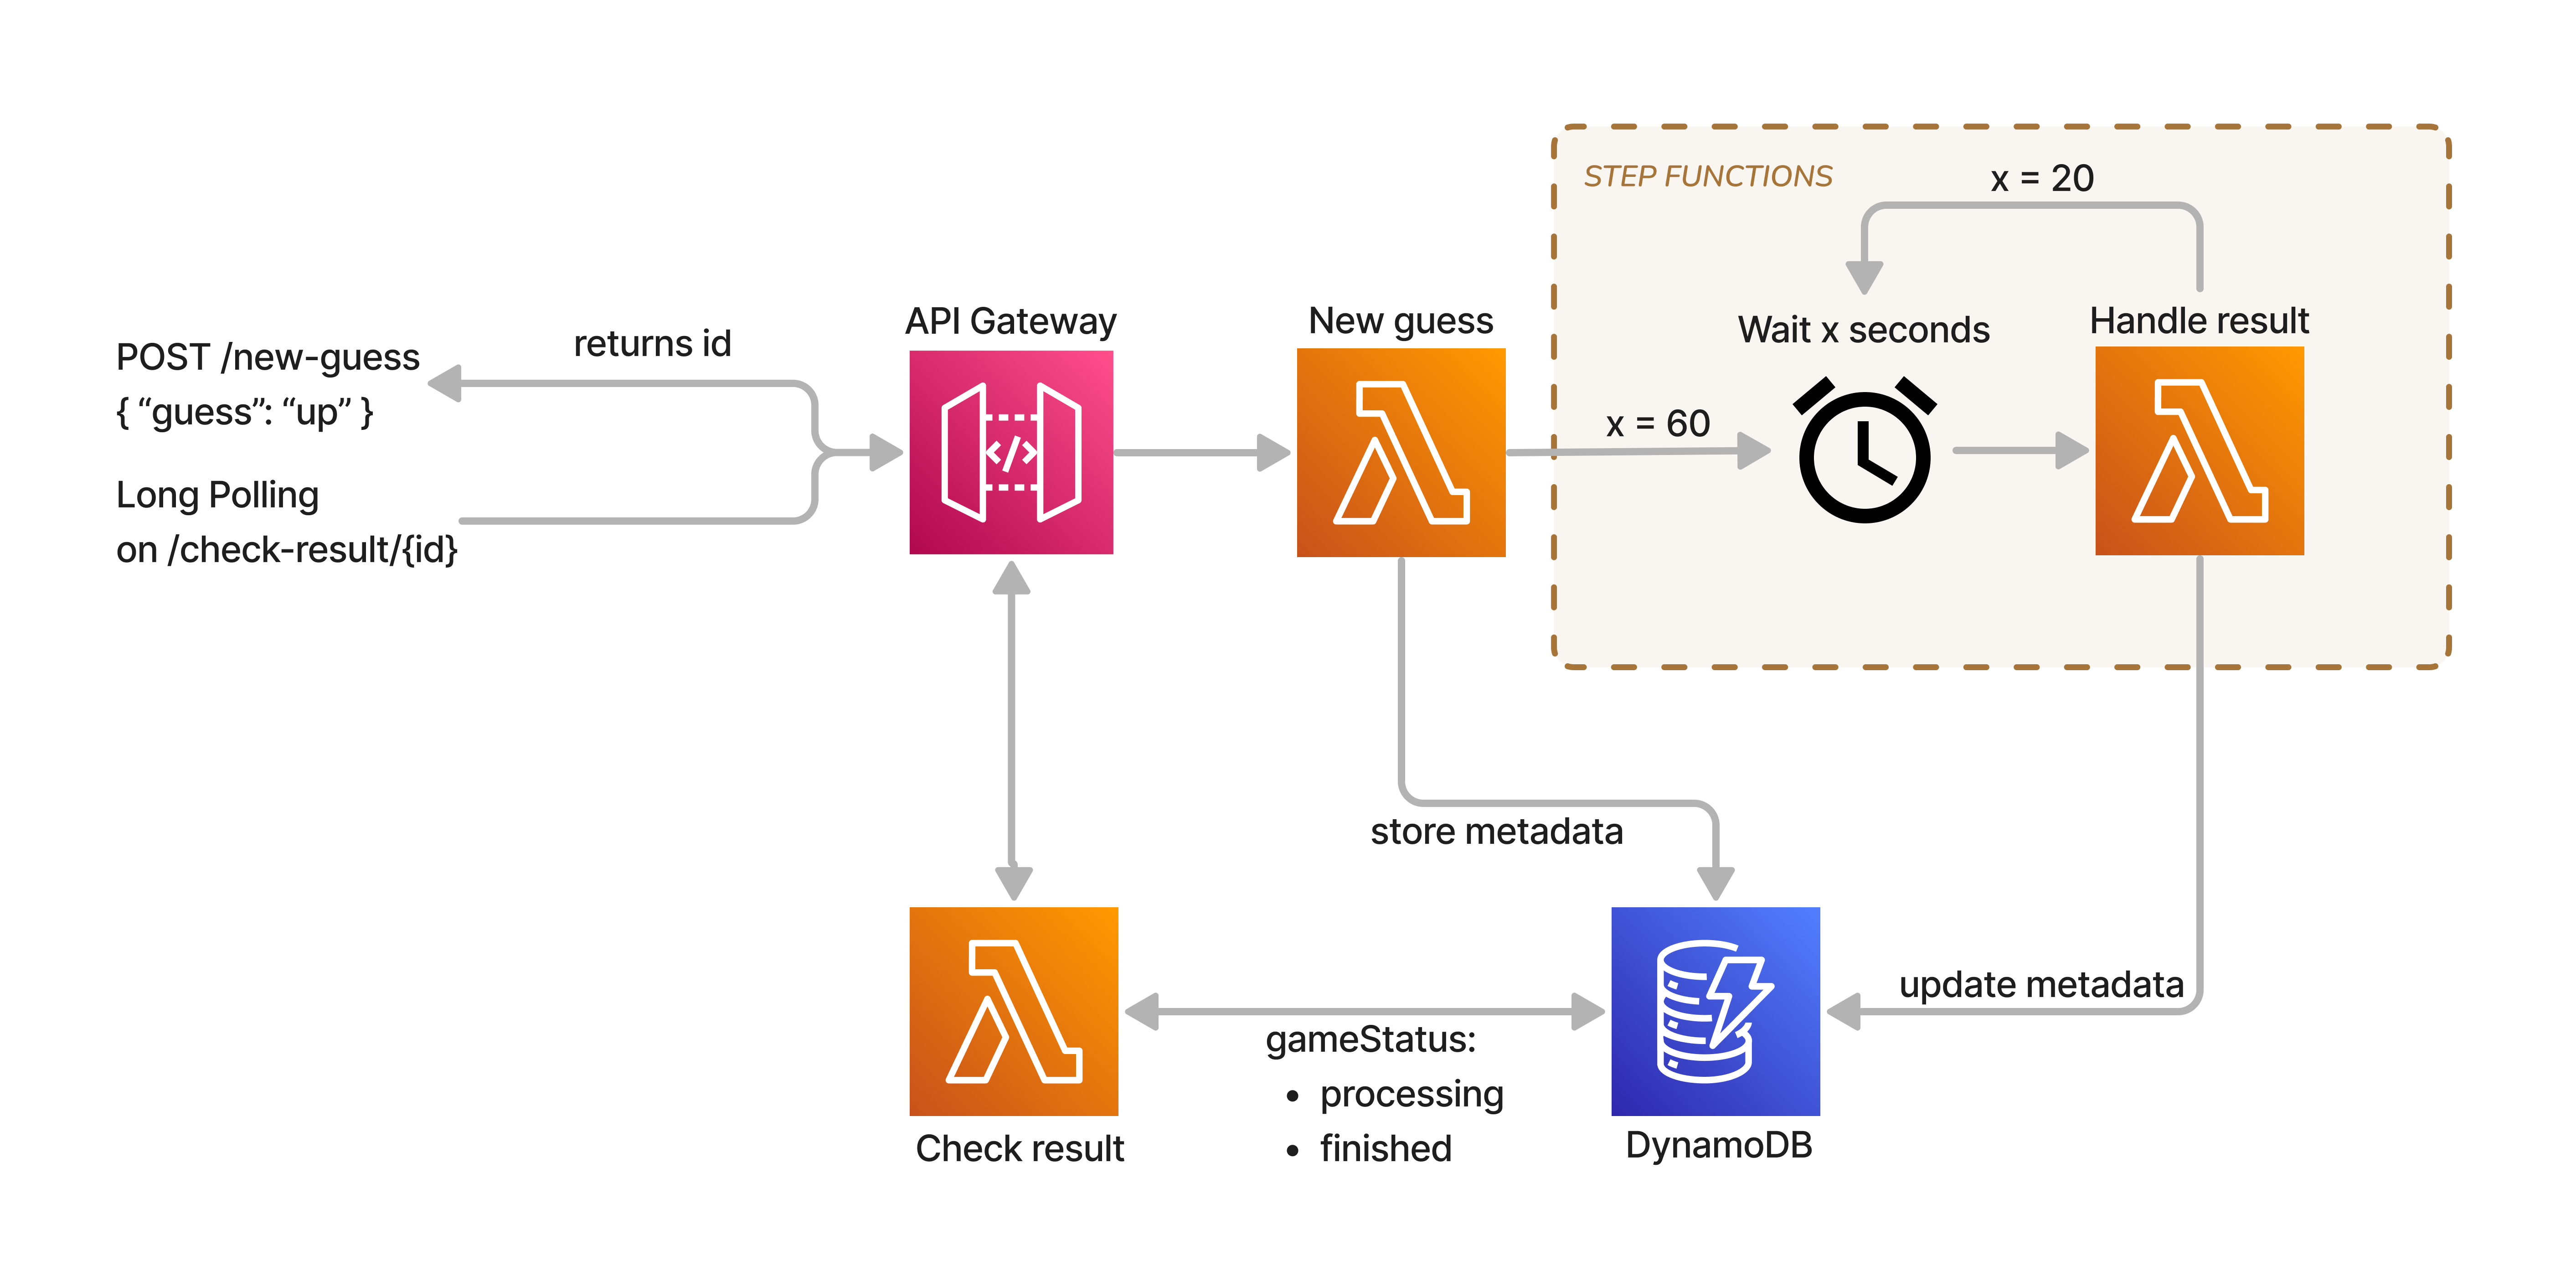 STEP FUNCTIONS
x = 20
POST /new-guess
{ “guess”: “up” }
returns id
Long Polling
on /check-result/{id}
API Gateway
New guess
x = 60
Wait x seconds
Handle result
store metadata
update metadata
Check result
gameStatus:
• processing
• finished
DynamoDB